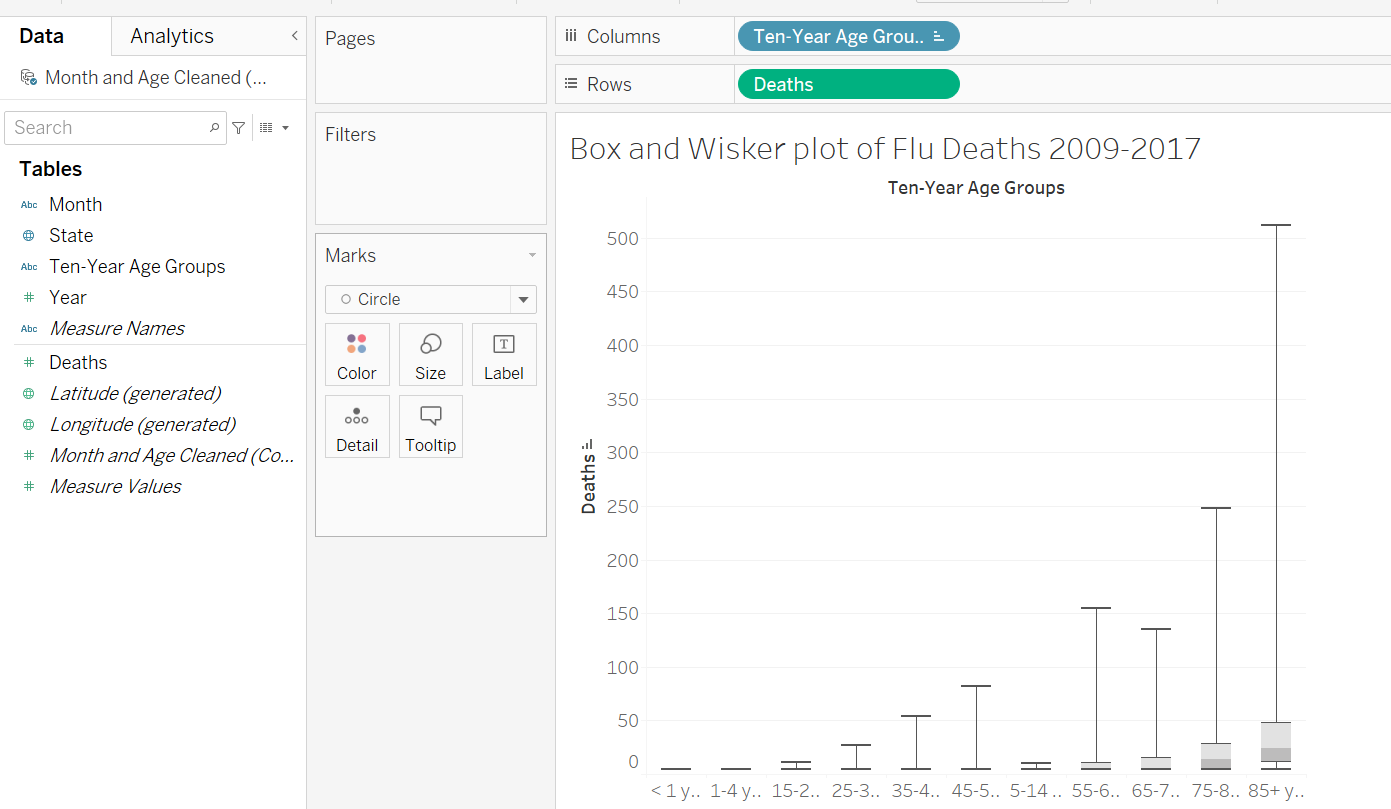 Data
Analytics
Month and Age Cleaned (...
Search
Tables
Abc Month
State
Abc Ten-Year Age Groups
# Year
Abc Measure Names
# Deaths
Latitude (generated)
Longitude (generated)
# Month and Age Cleaned (Co...
# Measure Values
Pages
Filters
Marks
Circle
Color
Size
T
Label
Detail
Tooltip
Columns
Ten-Year Age Grou..
Rows
Deaths
Box and Wisker plot of Flu Deaths 2009-2017
Ten-Year Age Groups
Deaths
500
450
400
350
300
250
200
150
100
50
0
< 1 y.. 1-4 y.. 15-2.. 25-3.. 35-4.. 45-5.. 5-14 .. 55-6.. 65-7.. 75-8.. 85+ y..